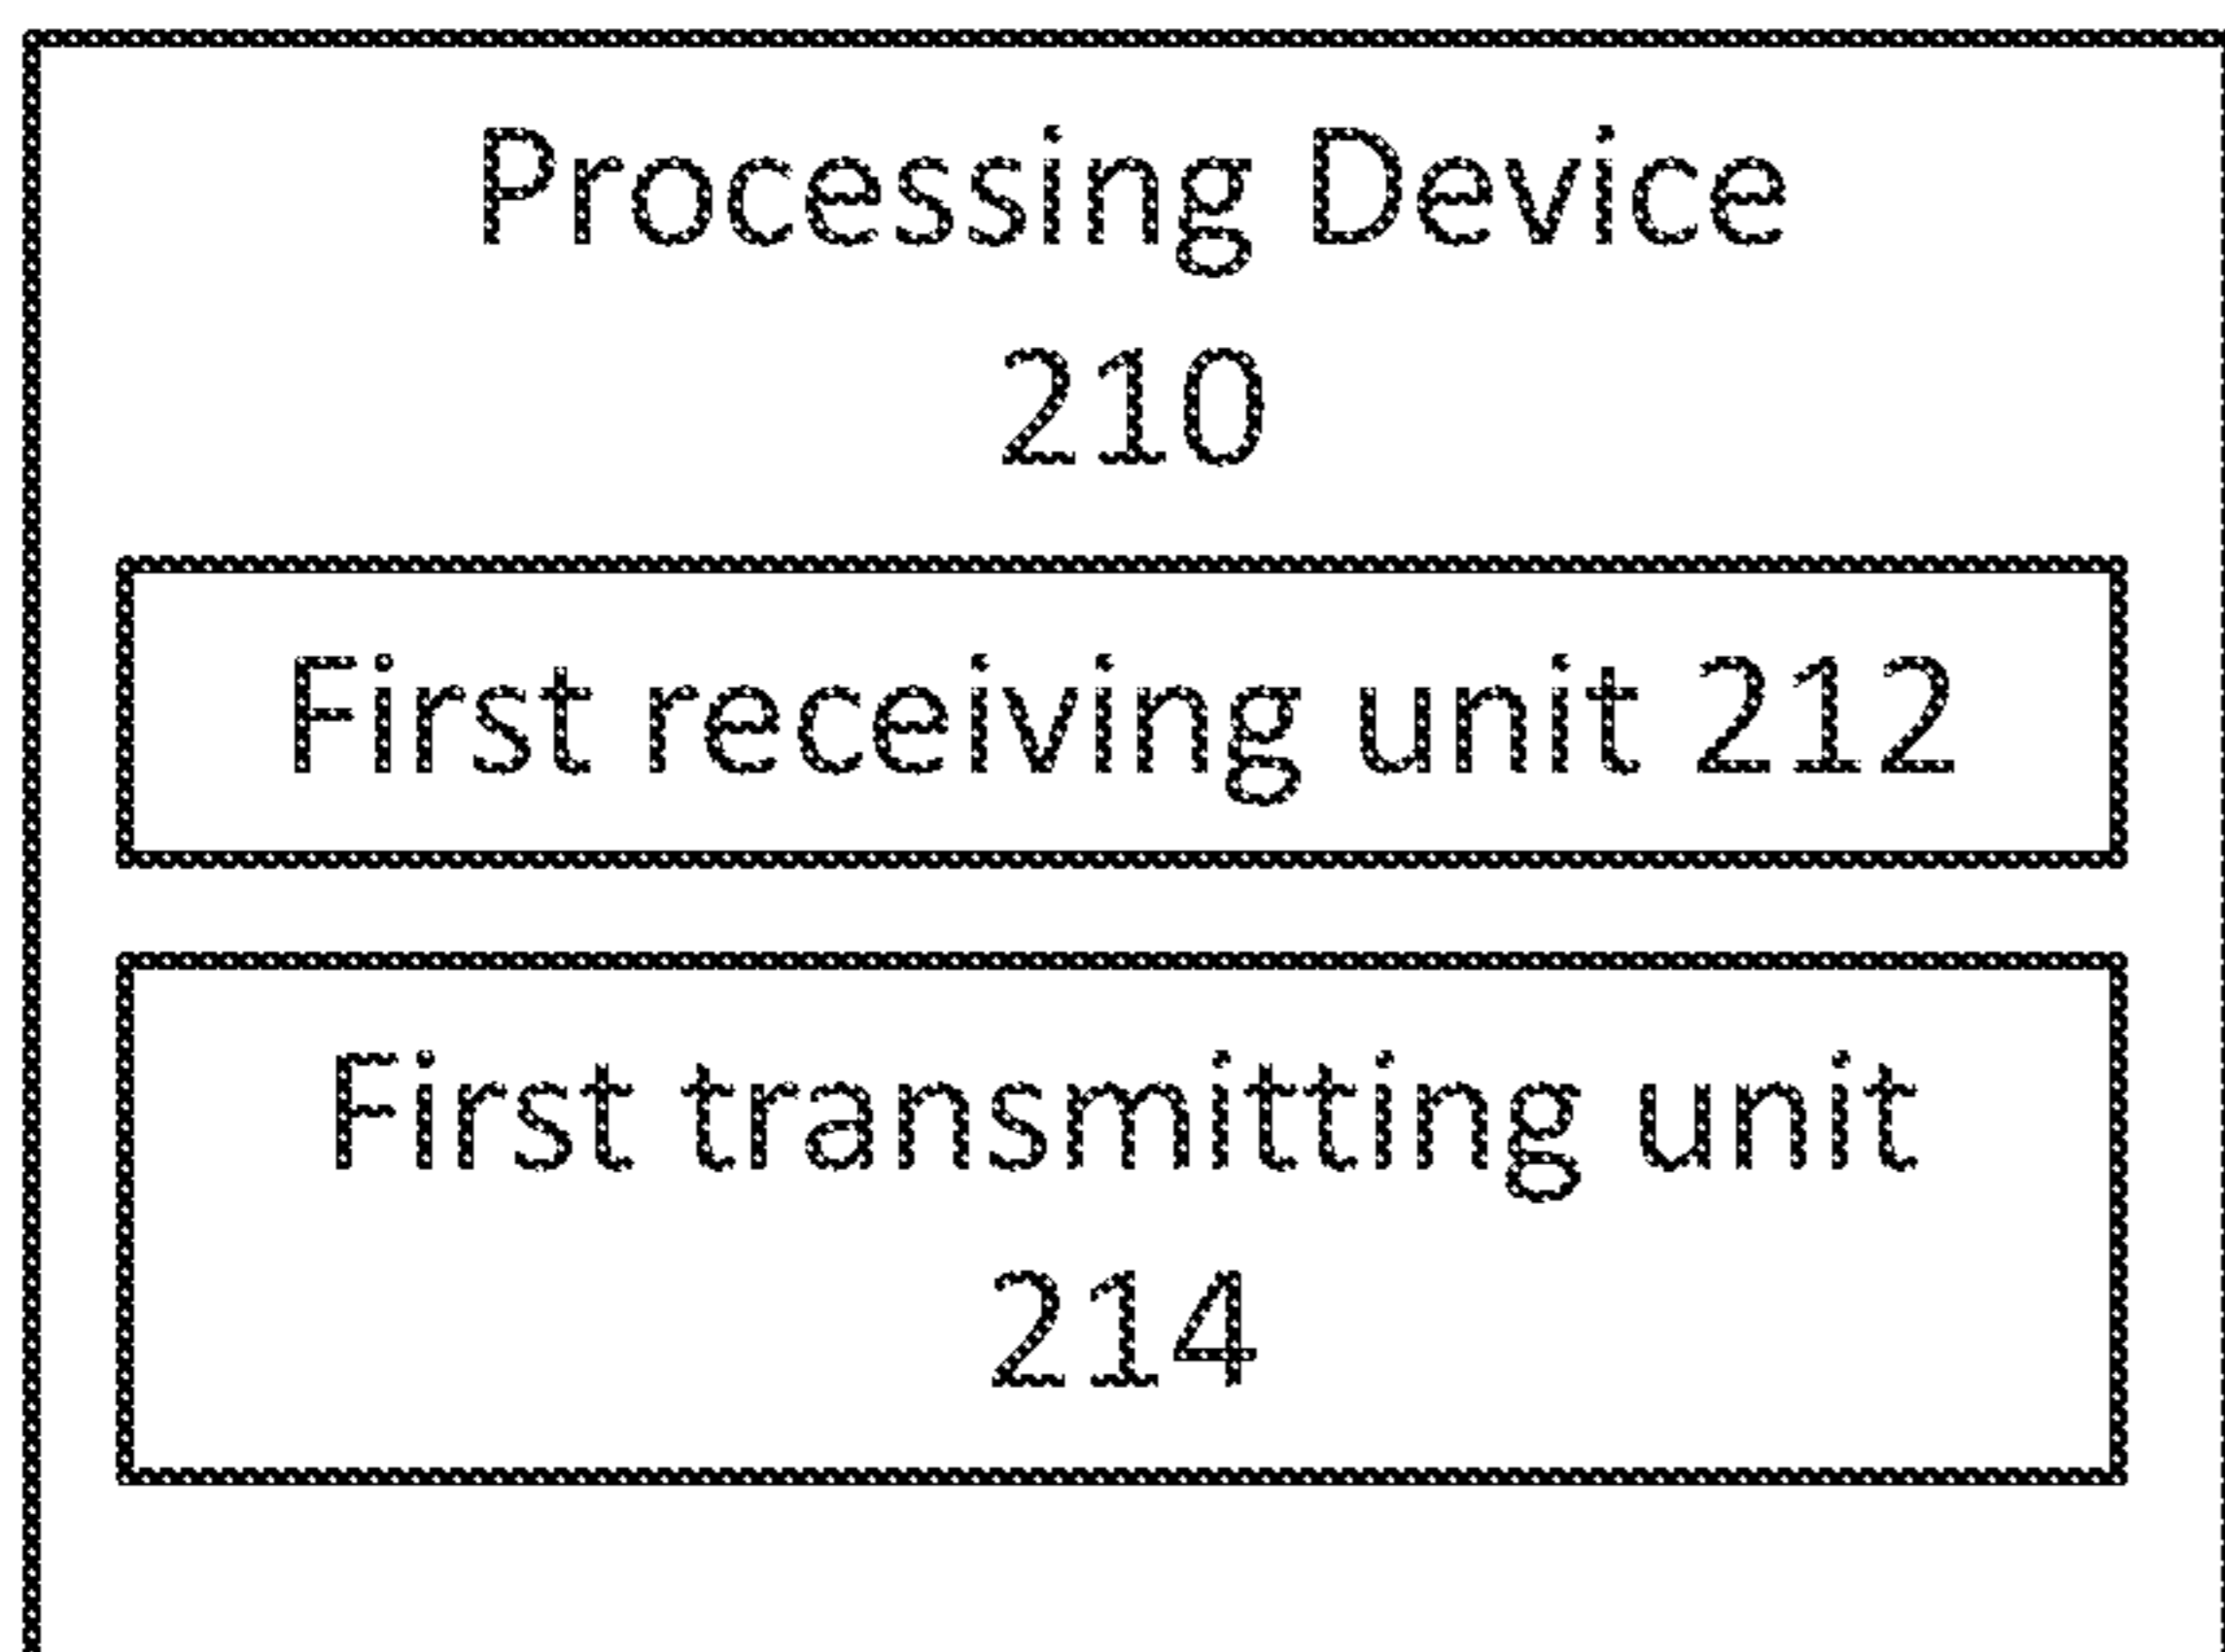 Processing Device
210
First receiving unit 212
First transmitting unit
214